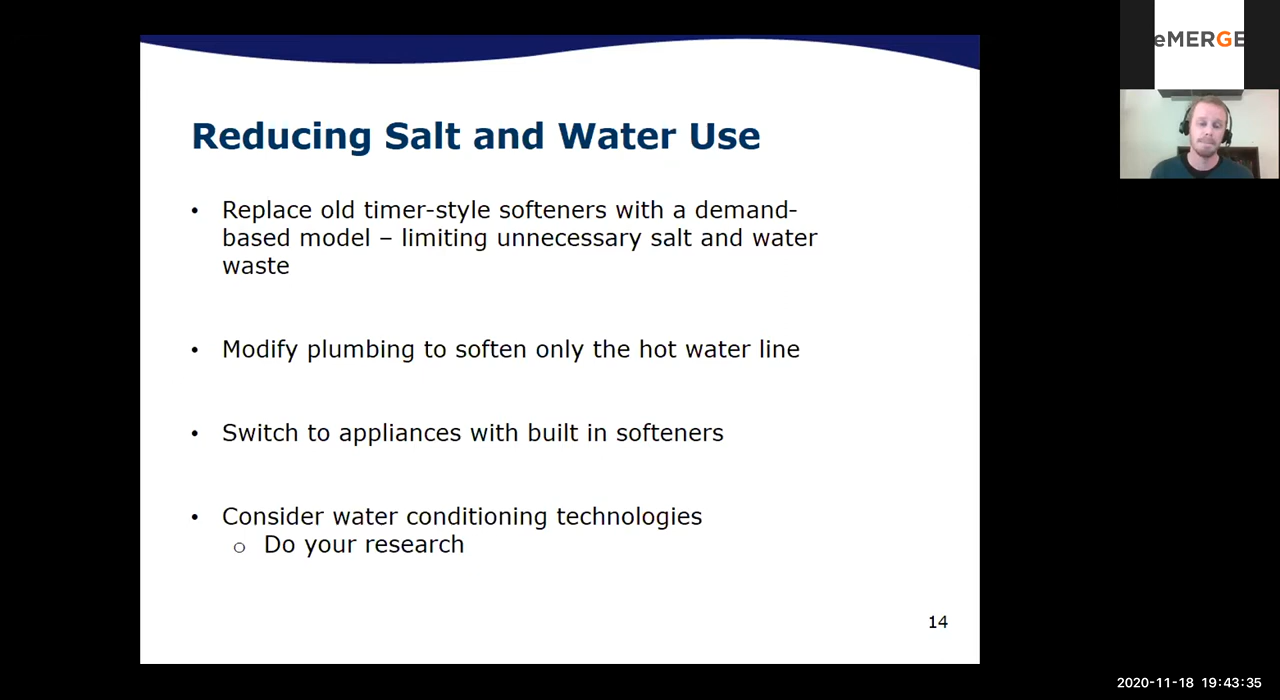 eMERGE
Reducing Salt and Water Use
• Replace old timer-style softeners with a demand-
based model – limiting unnecessary salt and water
waste
• Modify plumbing to soften only the hot water line
• Switch to appliances with built in softeners
• Consider water conditioning technologies
○ Do your research
14
2020-11-18 19:43:35